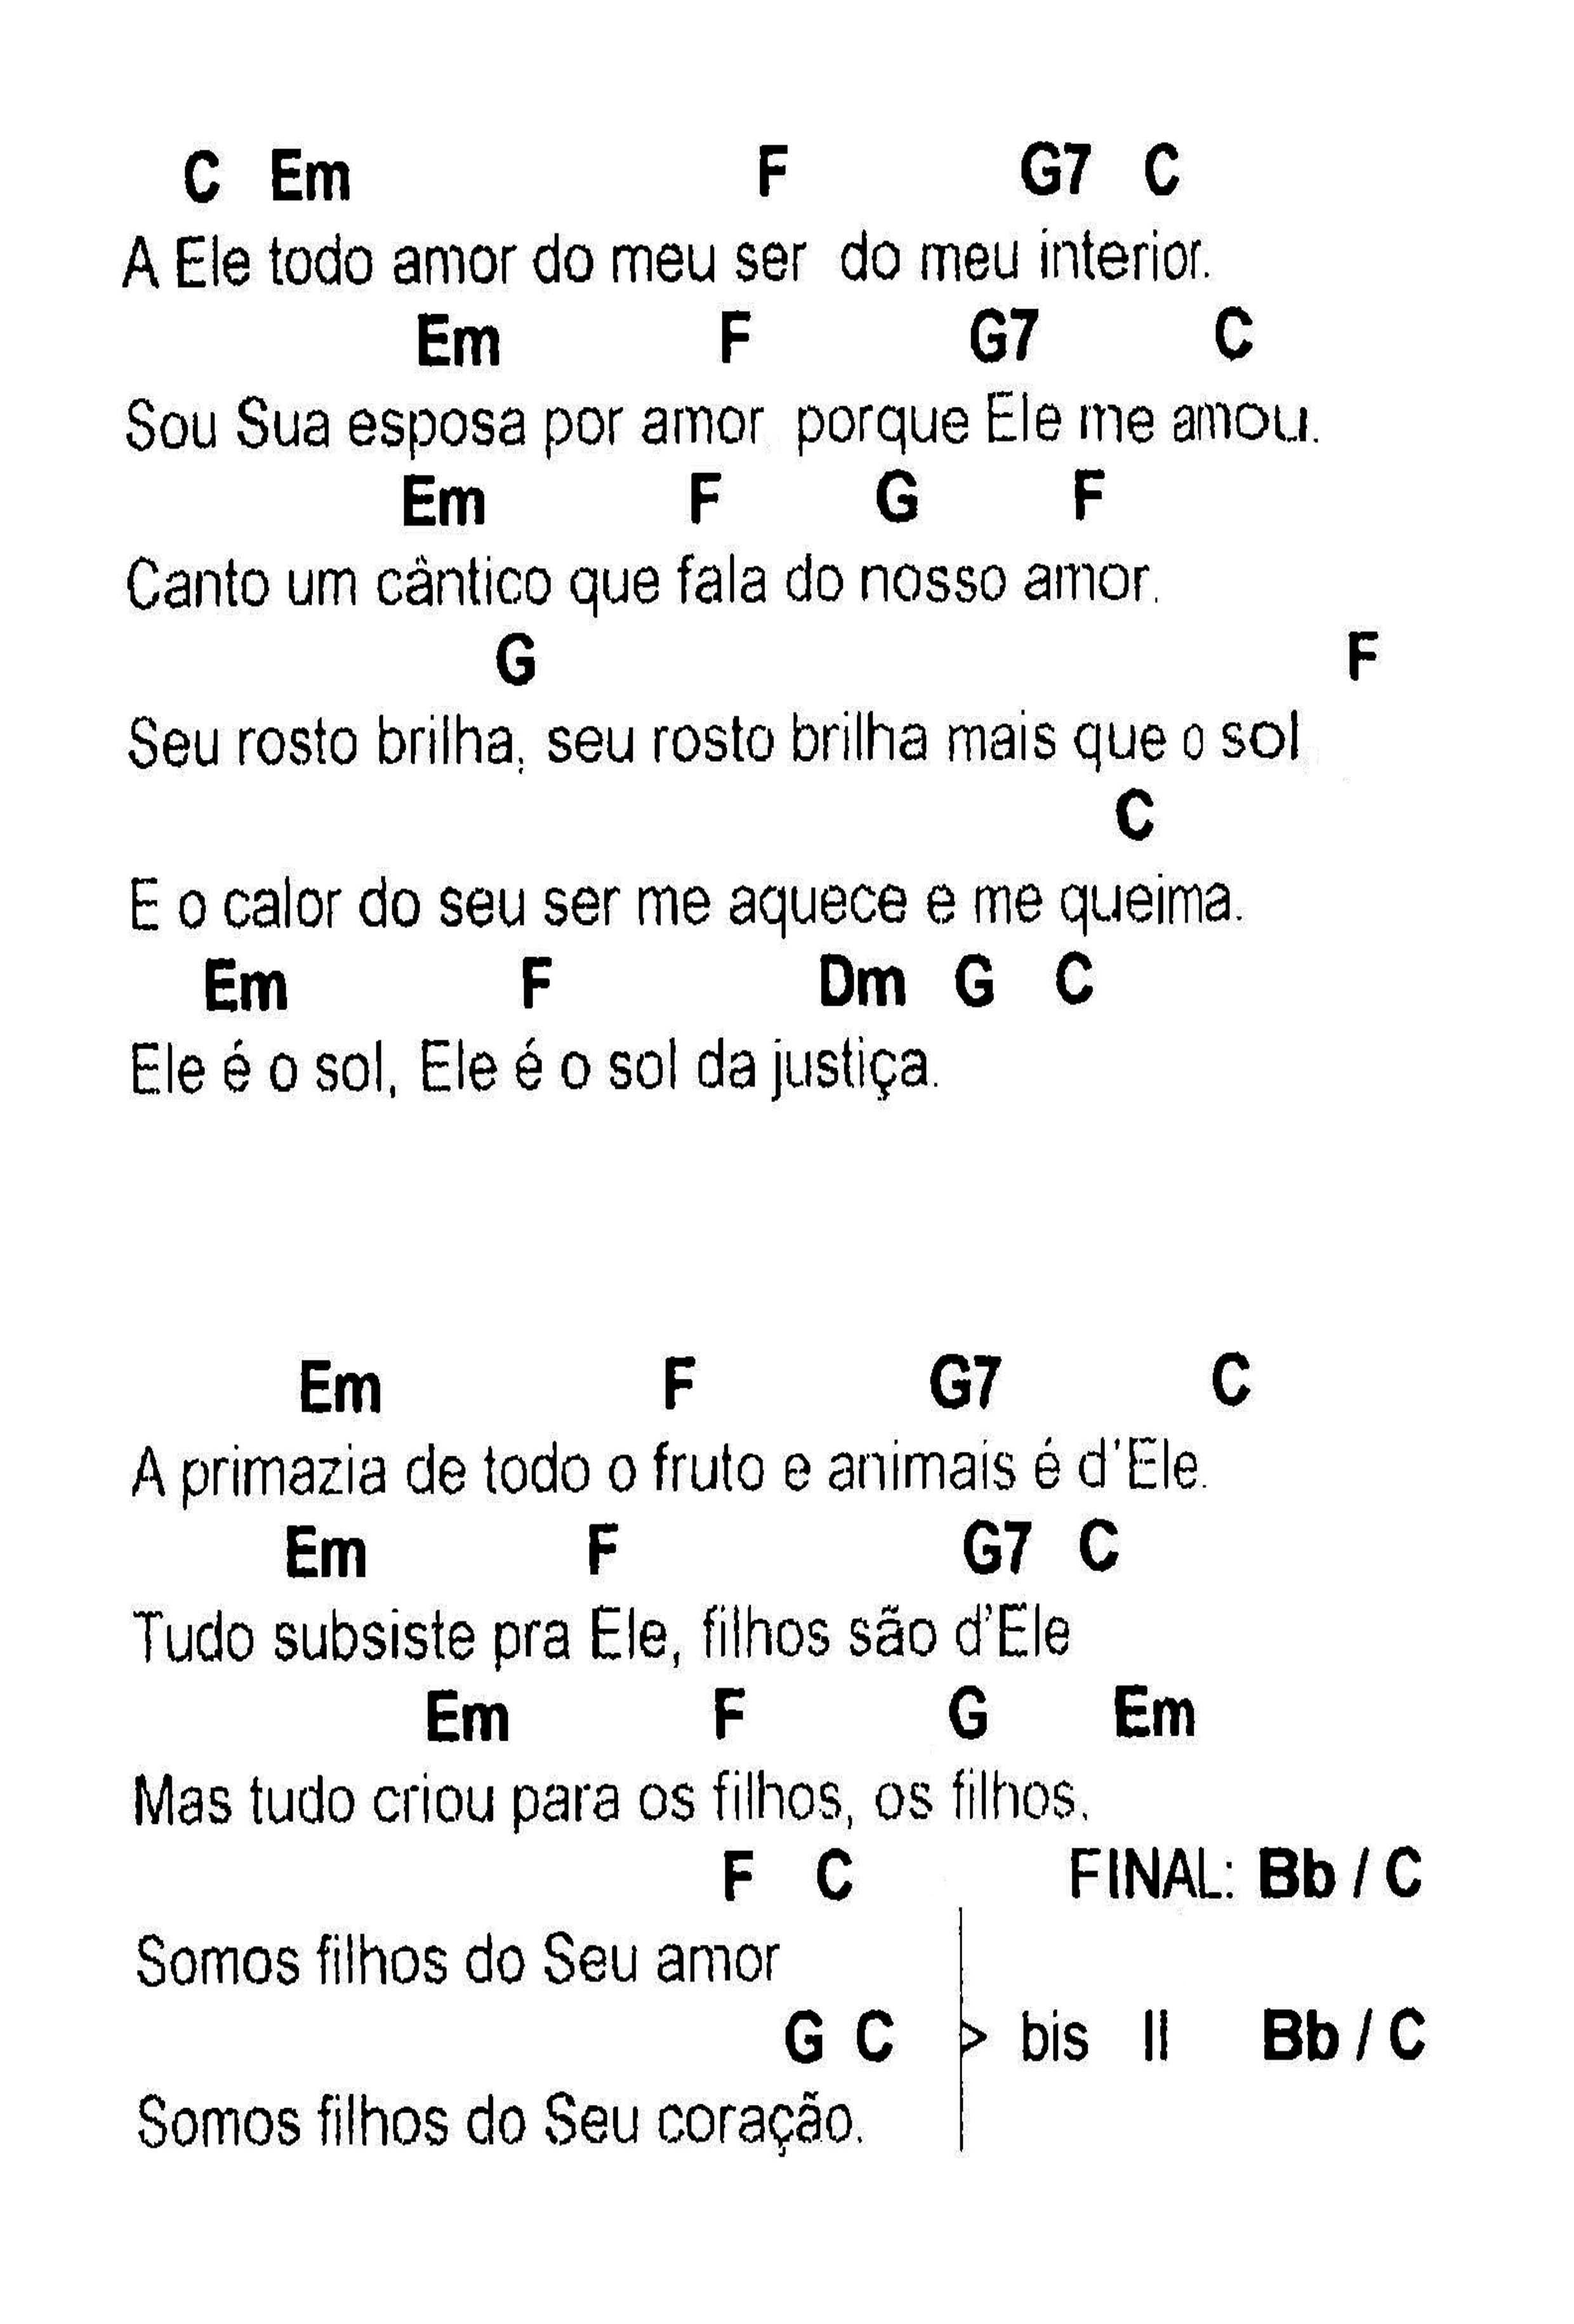 C Em F G7 C
A Ele todo amor do meu ser do meu interior.
Em F G7 C
Sou Sua esposa por amor porque Ele me amou.
Em F G F
Canto um cântico que fala do nosso amor.
G F
Seu rosto brilha, seu rosto brilha mais que o sol
C
E o calor do seu ser me aquece e me queima.
Em F Dm G C
Ele é o sol, Ele é o sol da justiça.
Em F G7 C
A primazia de todo o fruto e animais é d'Ele.
Em F G7 C
Tudo subsiste pra Ele, filhos são d'Ele
Em F G Em
Mas tudo criou para os filhos, os filhos.
F C FINAL: Bb / C
Somos filhos do Seu amor
G C > bis II Bb / C
Somos filhos do Seu coração.